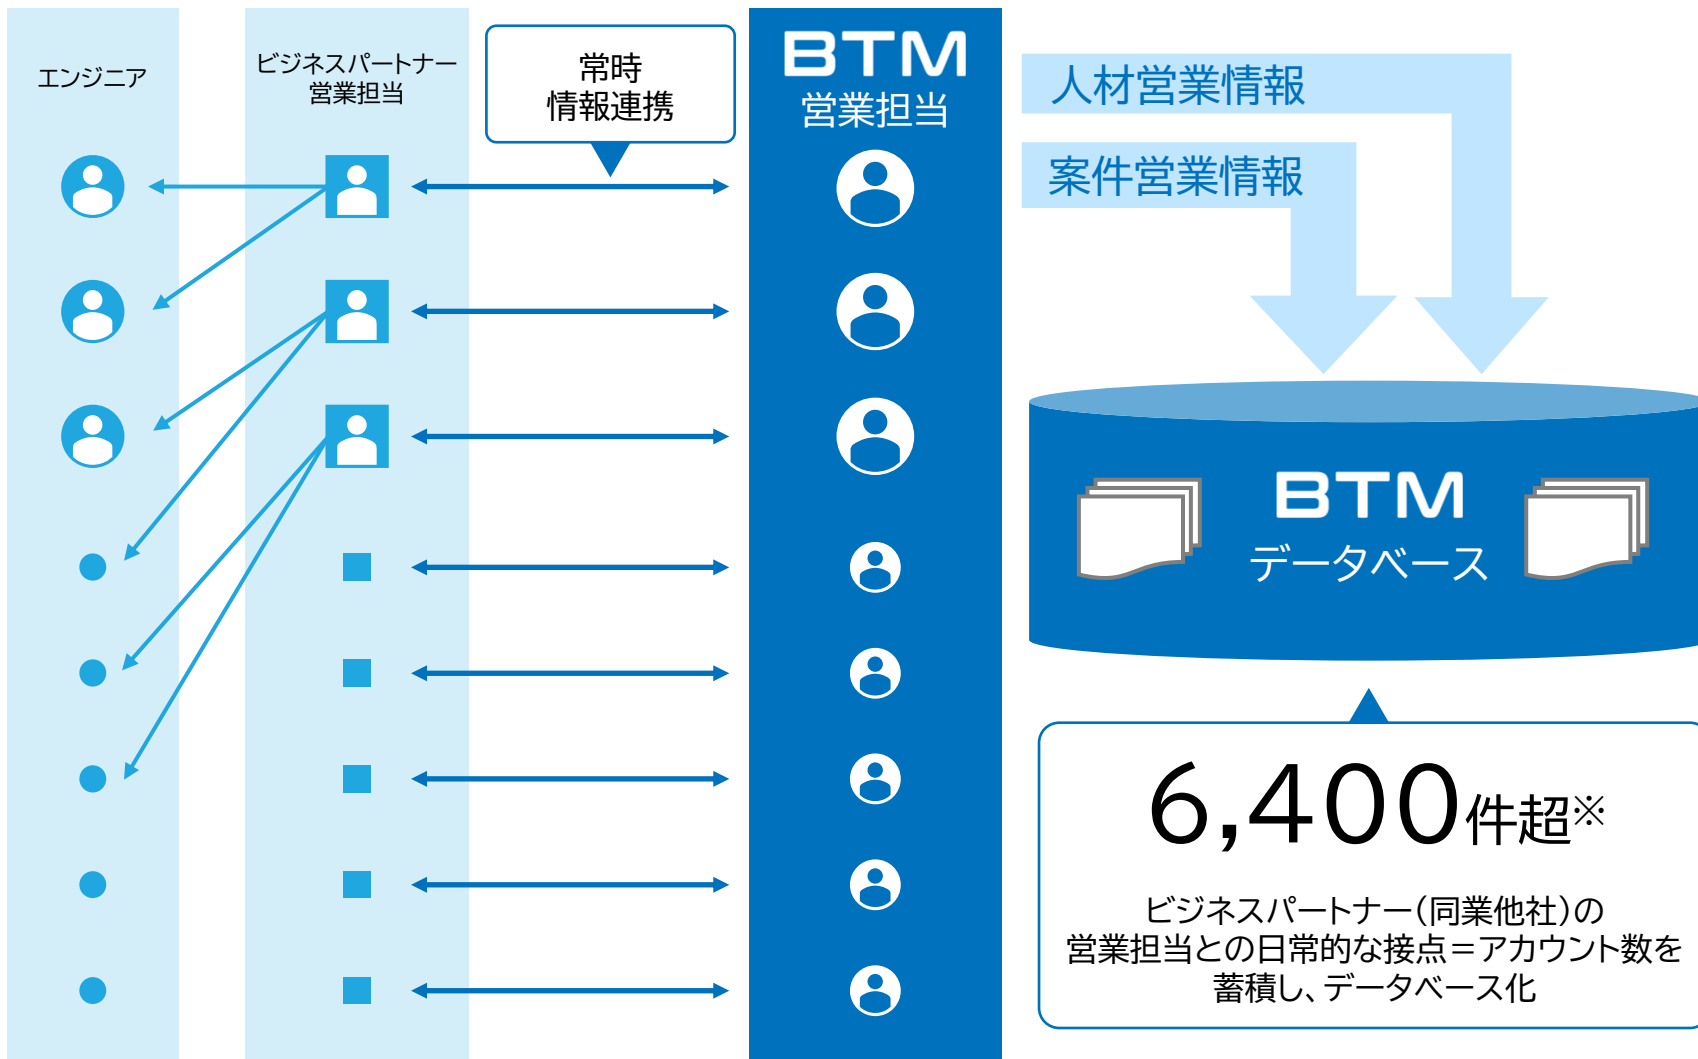 エンジニア
ビジネスパートナー
営業担当
常時
情報連携
BTM
営業担当
人材営業情報
案件営業情報
BTM
データベース
6,400件超※
ビジネスパートナー(同業他社)の
営業担当との日常的な接点=アカウント数を
蓄積し、データベース化